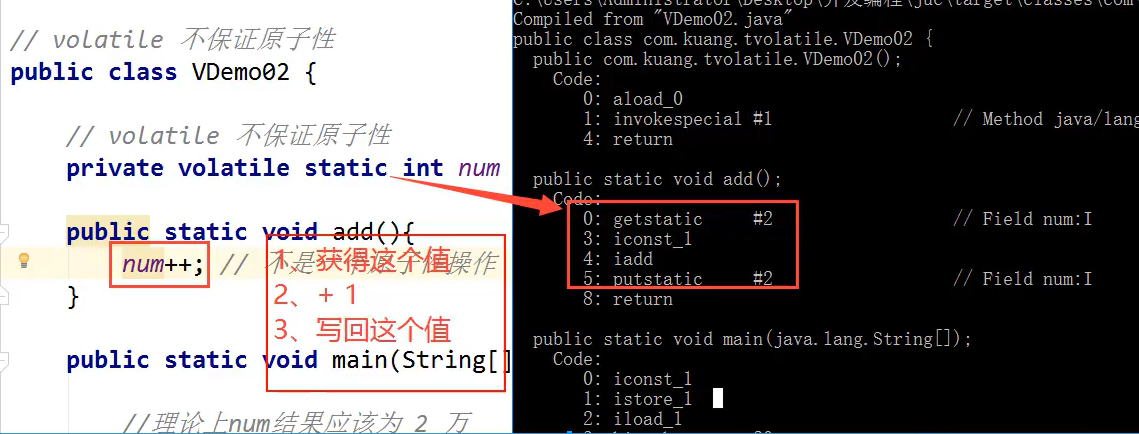 // volatile 不保证原子性
public class VDemo02 {
// volatile 不保证原子性
private volatile static int num
public static void add(){
num++; // 不是 原子性操作
}
1、获得这个值
2、+ 1
3、写回这个值
public static void main(String[]
//理论上num结果应该为 2 万
C:\Users\Administrator\Desktop\开发编程\juc\target\classes\com
Compiled from "VDemo02.java"
public class com.kuang.tvolatile.VDemo02 {
public com.kuang.tvolatile.VDemo02();
Code:
0: aload_0
1: invokespecial #1 // Method java/lang
4: return
public static void add();
Code:
0: getstatic #2 // Field num:I
3: iconst_1
4: iadd
5: putstatic #2 // Field num:I
8: return
public static void main(java.lang.String[]);
Code:
0: iconst_1
1: istore_1
2: iload_1